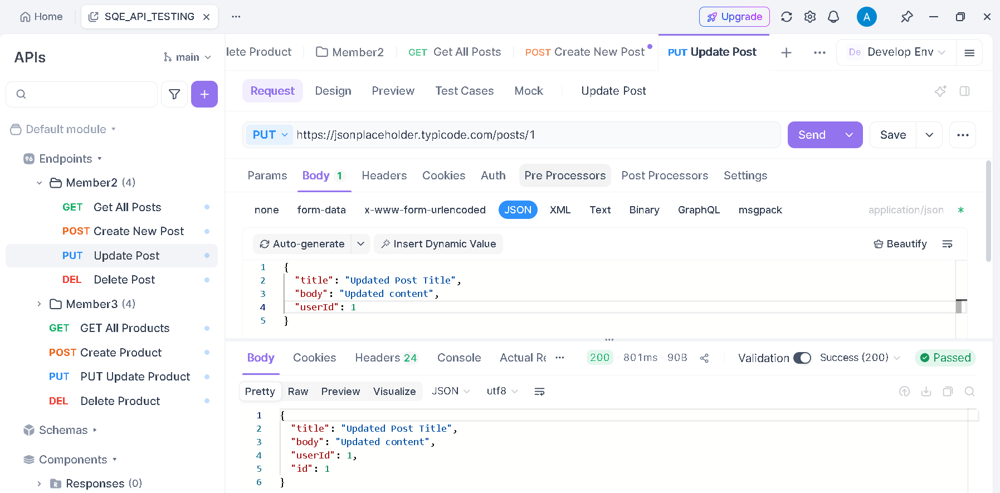 Home
SQE_API_TESTING
Upgrade
A
APIs
main
lete Product
Member2
GET Get All Posts
POST Create New Post
PUT Update Post
De Develop Env
Request Design Preview Test Cases Mock Update Post
Default module
PUT https://jsonplaceholder.typicode.com/posts/1
Send
Save
Endpoints
Member2 (4)
GET Get All Posts
POST Create New Post
PUT Update Post
DEL Delete Post
Member3 (4)
GET GET All Products
POST Create Product
PUT PUT Update Product
DEL Delete Product
Schemas
Components
R Responses (0)
Params Body 1 Headers Cookies Auth Pre Processors Post Processors Settings
none form-data x-www-form-urlencoded JSON XML Text Binary GraphQL msgpack application/json *
Auto-generate Insert Dynamic Value Beautify
1 {
2 "title": "Updated Post Title",
3 "body": "Updated content",
4 "userId": 1
5 }
Body Cookies Headers 24 Console Actual Re 200 · 801ms · 90B Validation Success (200) Passed
Pretty Raw Preview Visualize JSON utf8
1 {
2 "title": "Updated Post Title",
3 "body": "Updated content",
4 "userId": 1,
5 "id": 1
6 }